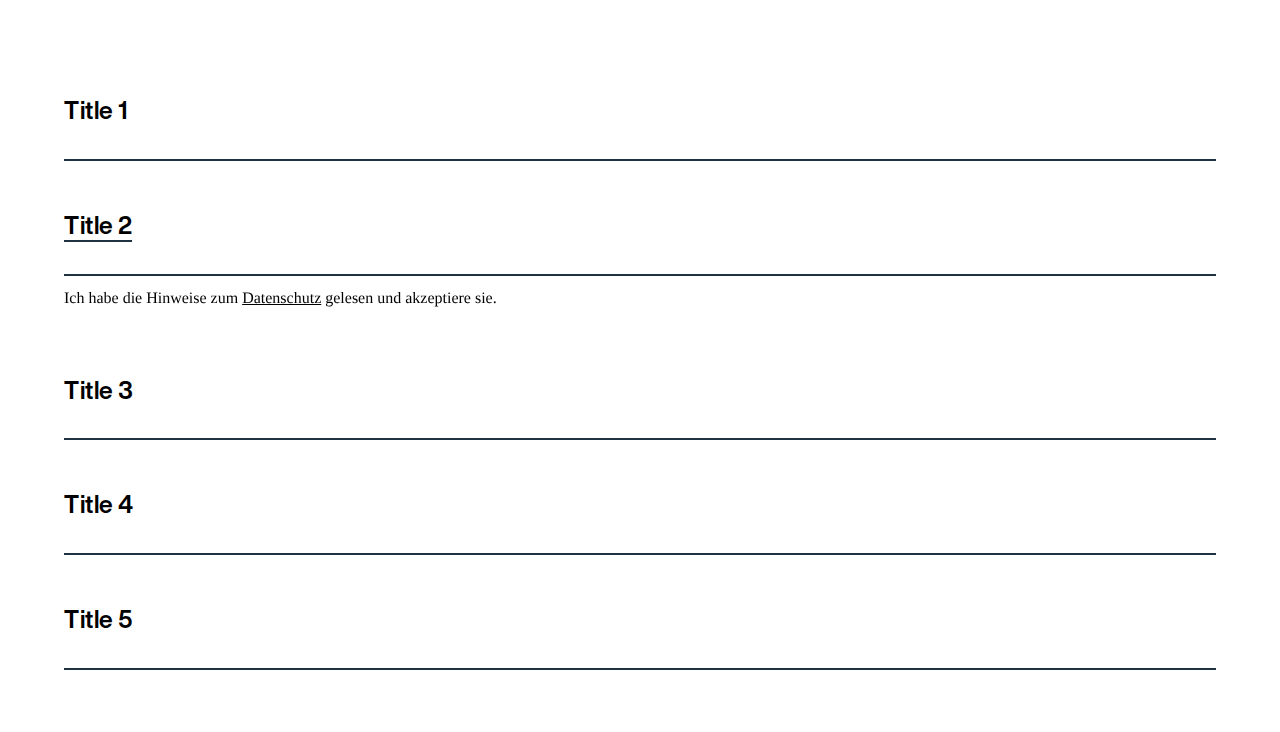 Title 1
Title 2
Ich habe die Hinweise zum Datenschutz gelesen und akzeptiere sie.
Title 3
Title 4
Title 5